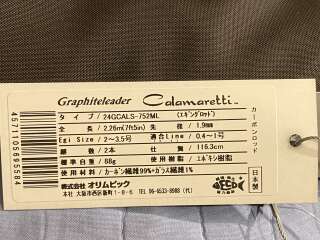 Graphiteleader Calamaretti
タイプ 24GCALS-752ML (エギングロッド)
全長 2.26m(7ft5in) (先径) 1.9mm
Egi Size 2〜3.5号 適合Line 0.4〜1号
継数 2本 仕舞 116.3cm
標準自重 88g 使用樹脂 エポキシ樹脂
使用材料 カーボン繊維99%+ガラス繊維1%
株式会社 オリムピック TEL 06-6533-8988 (代)
本社 大阪市西区新町1-8-6
カーボンロッド
日本製
4571105695584